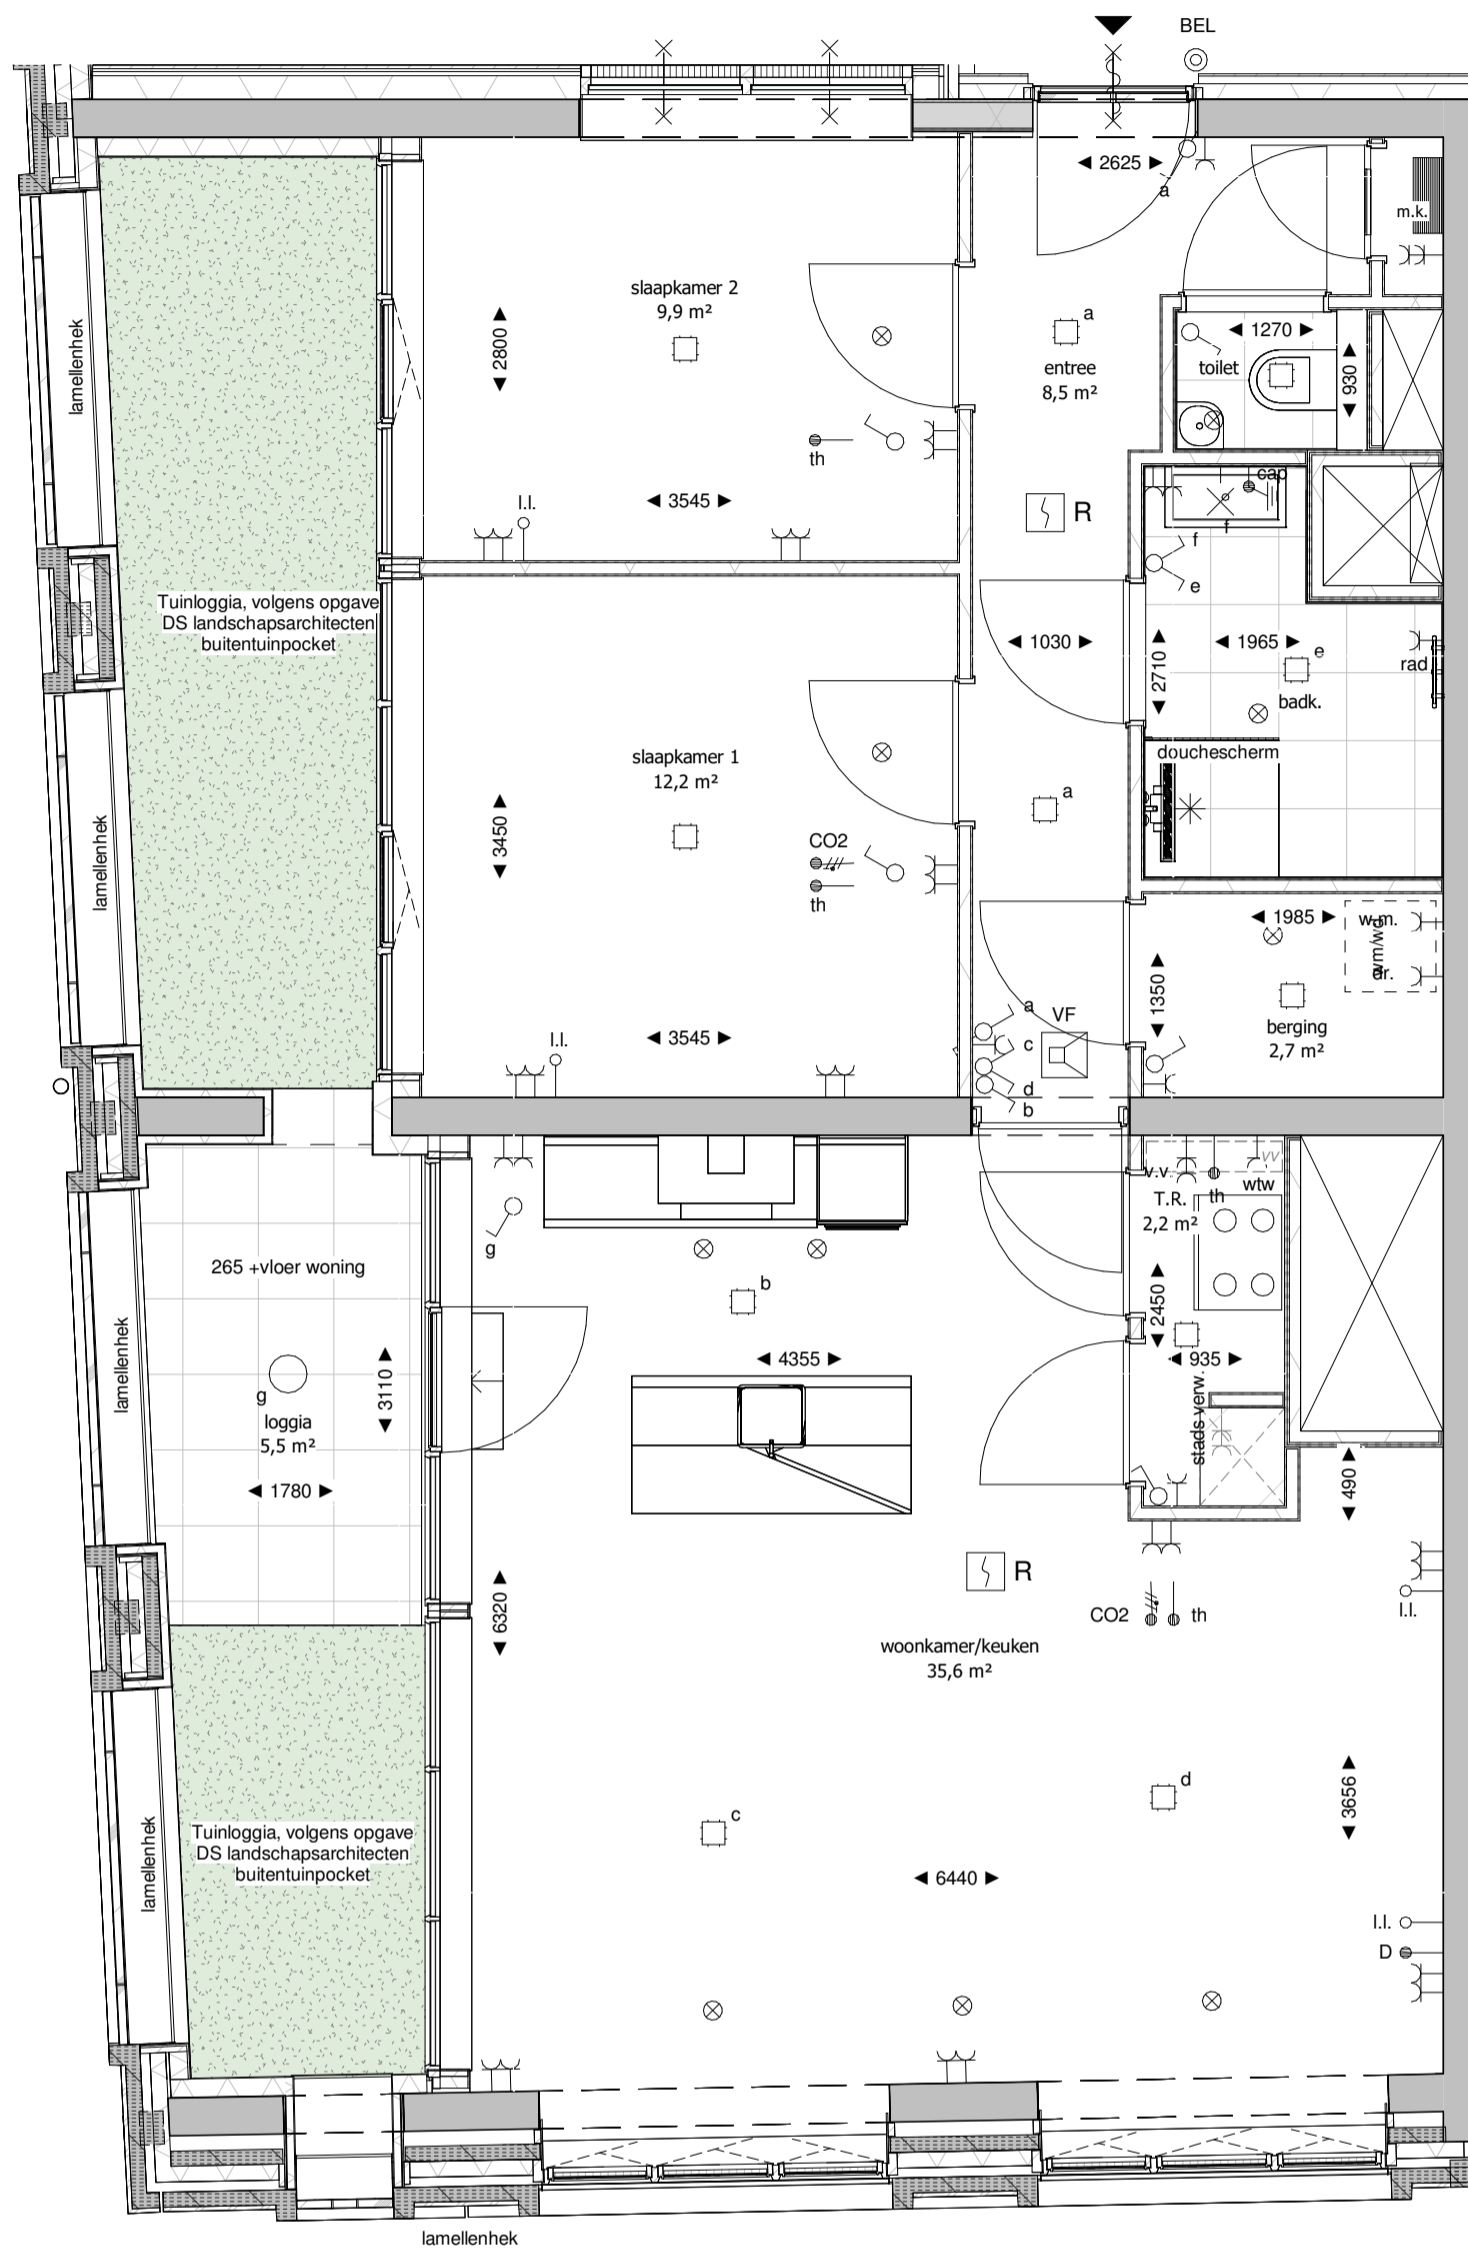 BEL
2625
a
m.k.
slaapkamer 2
9,9 m²
2800
lamellenhek
a
entree
8,5 m²
1270
toilet
930
th
l.l.
3545
R
cap
f
f
e
Tuinloggia, volgens opgave
DS landschapsarchitecten
buitentuinpocket
1030
2710
1965
e
rad
badk.
slaapkamer 1
12,2 m²
douchescherm
3450
lamellenhek
a
CO2
th
1985
w.m.
wm/wd
dr.
1350
berging
2,7 m²
l.l.
3545
a
VF
c
d
b
v.v.
vv
wtw
th
T.R.
2,2 m²
g
265 +vloer woning
b
2450
lamellenhek
4355
935
3110
g
loggia
5,5 m²
stads verw.
1780
490
R
6320
CO2
th
l.l.
woonkamer/keuken
35,6 m²
d
c
3656
Tuinloggia, volgens opgave
DS landschapsarchitecten
buitentuinpocket
lamellenhek
6440
l.l.
D
lamellenhek